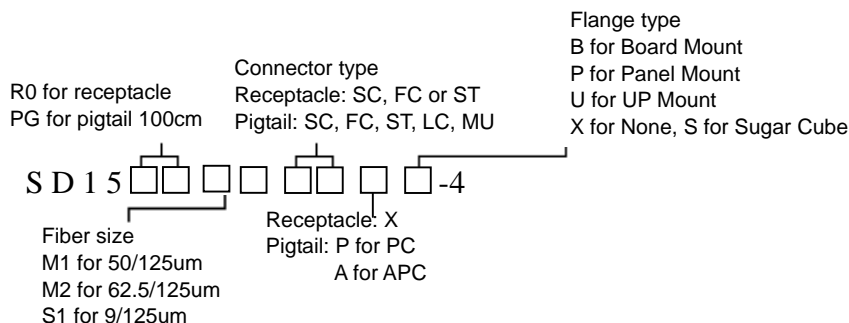 Flange type
B for Board Mount
P for Panel Mount
U for UP Mount
X for None, S for Sugar Cube
Connector type
Receptacle: SC, FC or ST
Pigtail: SC, FC, ST, LC, MU
R0 for receptacle
PG for pigtail 100cm
S D 1 5 □□ □□ □□ □ □ -4
Receptacle: X
Pigtail: P for PC
A for APC
Fiber size
M1 for 50/125um
M2 for 62.5/125um
S1 for 9/125um